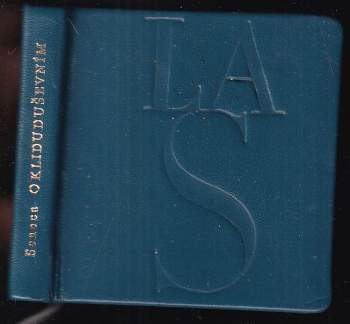 Seneca O KLIDU DUŠEVNÍM
LA
S